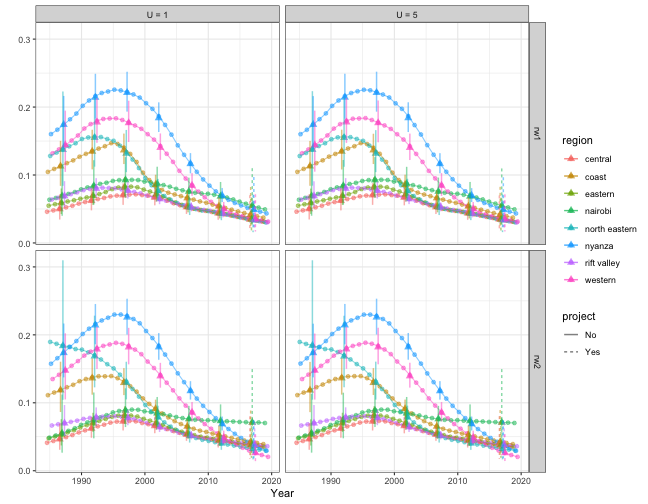 U = 1
U = 5
0.3
0.2
0.1
0.0
rw1
0.3
0.2
0.1
0.0
rw2
1990
2000
2010
2020
1990
2000
2010
2020
Year
region
central
coast
eastern
nairobi
north eastern
nyanza
rift valley
western
project
No
Yes